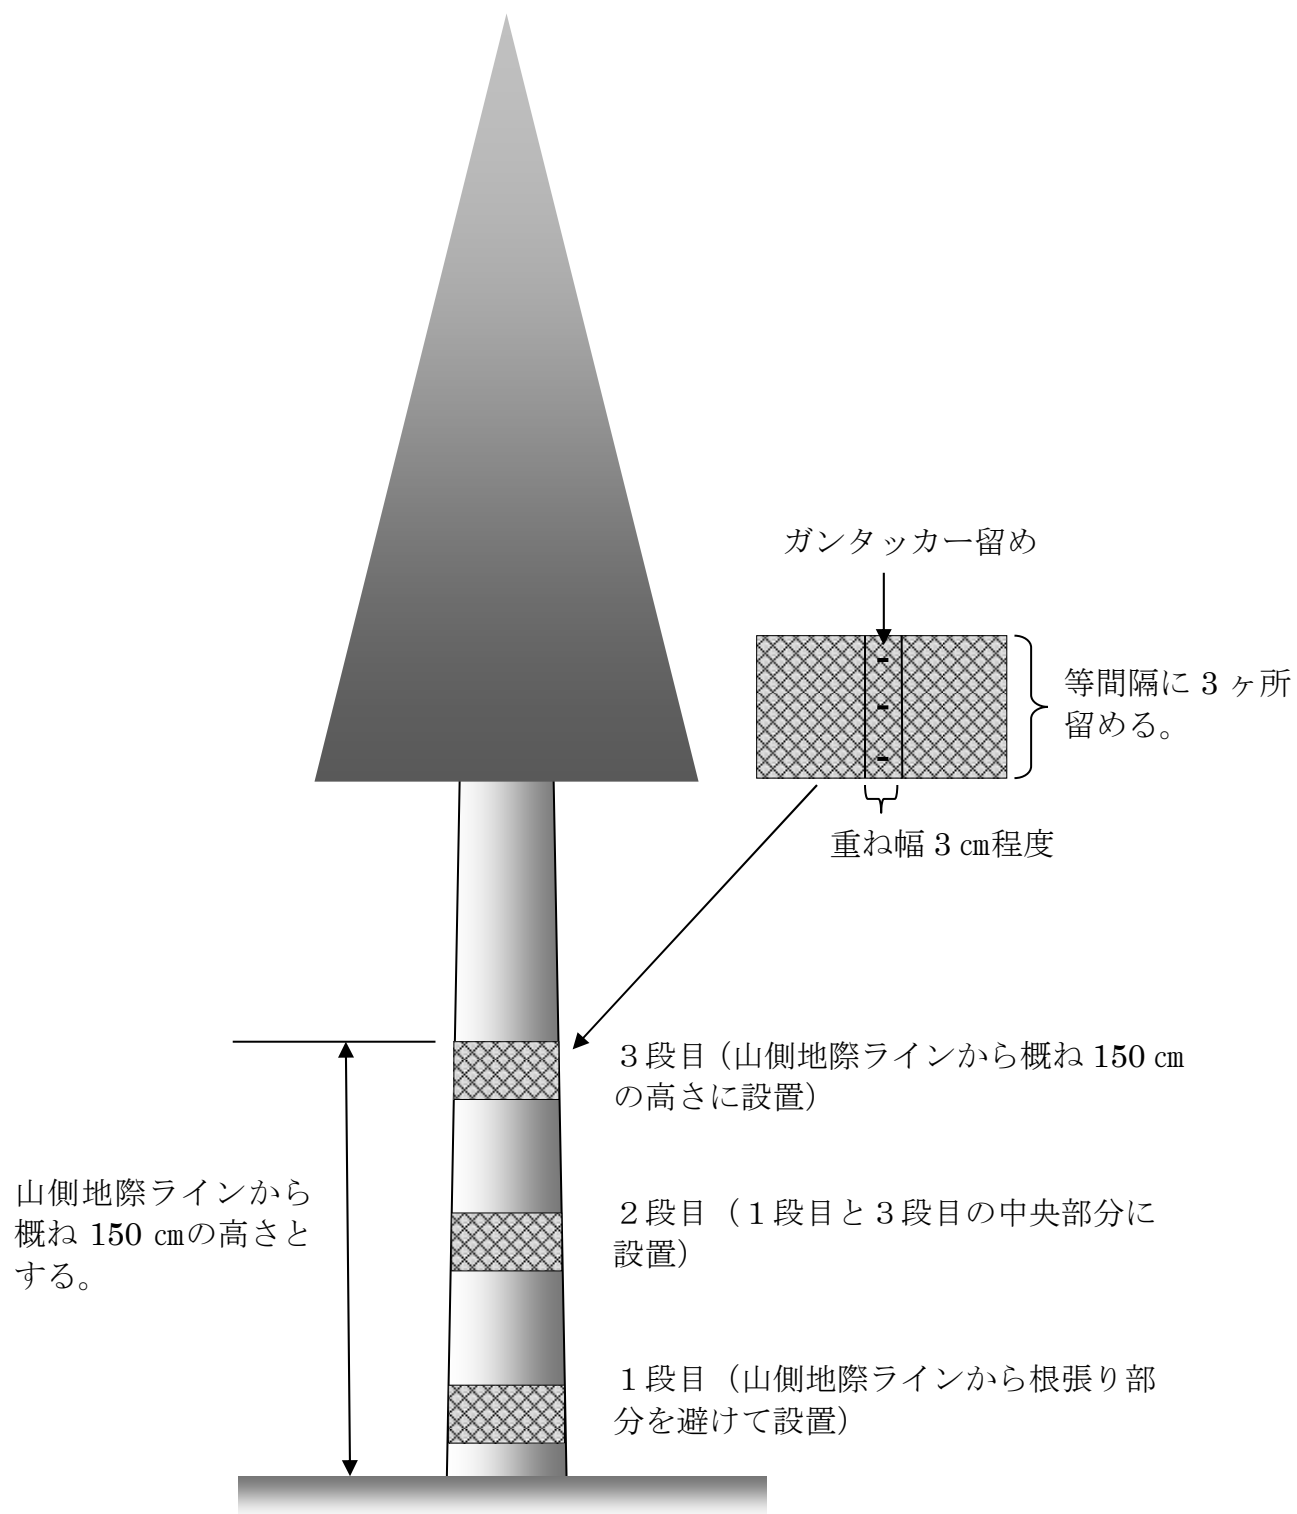 ガンタッカー留め
等間隔に 3 ヶ所
留める。
重ね幅 3 ㎝程度
３段目（山側地際ラインから概ね 150 ㎝
の高さに設置）
山側地際ラインから
概ね 150 ㎝の高さと
する。
２段目（１段目と３段目の中央部分に
設置）
１段目（山側地際ラインから根張り部
分を避けて設置）